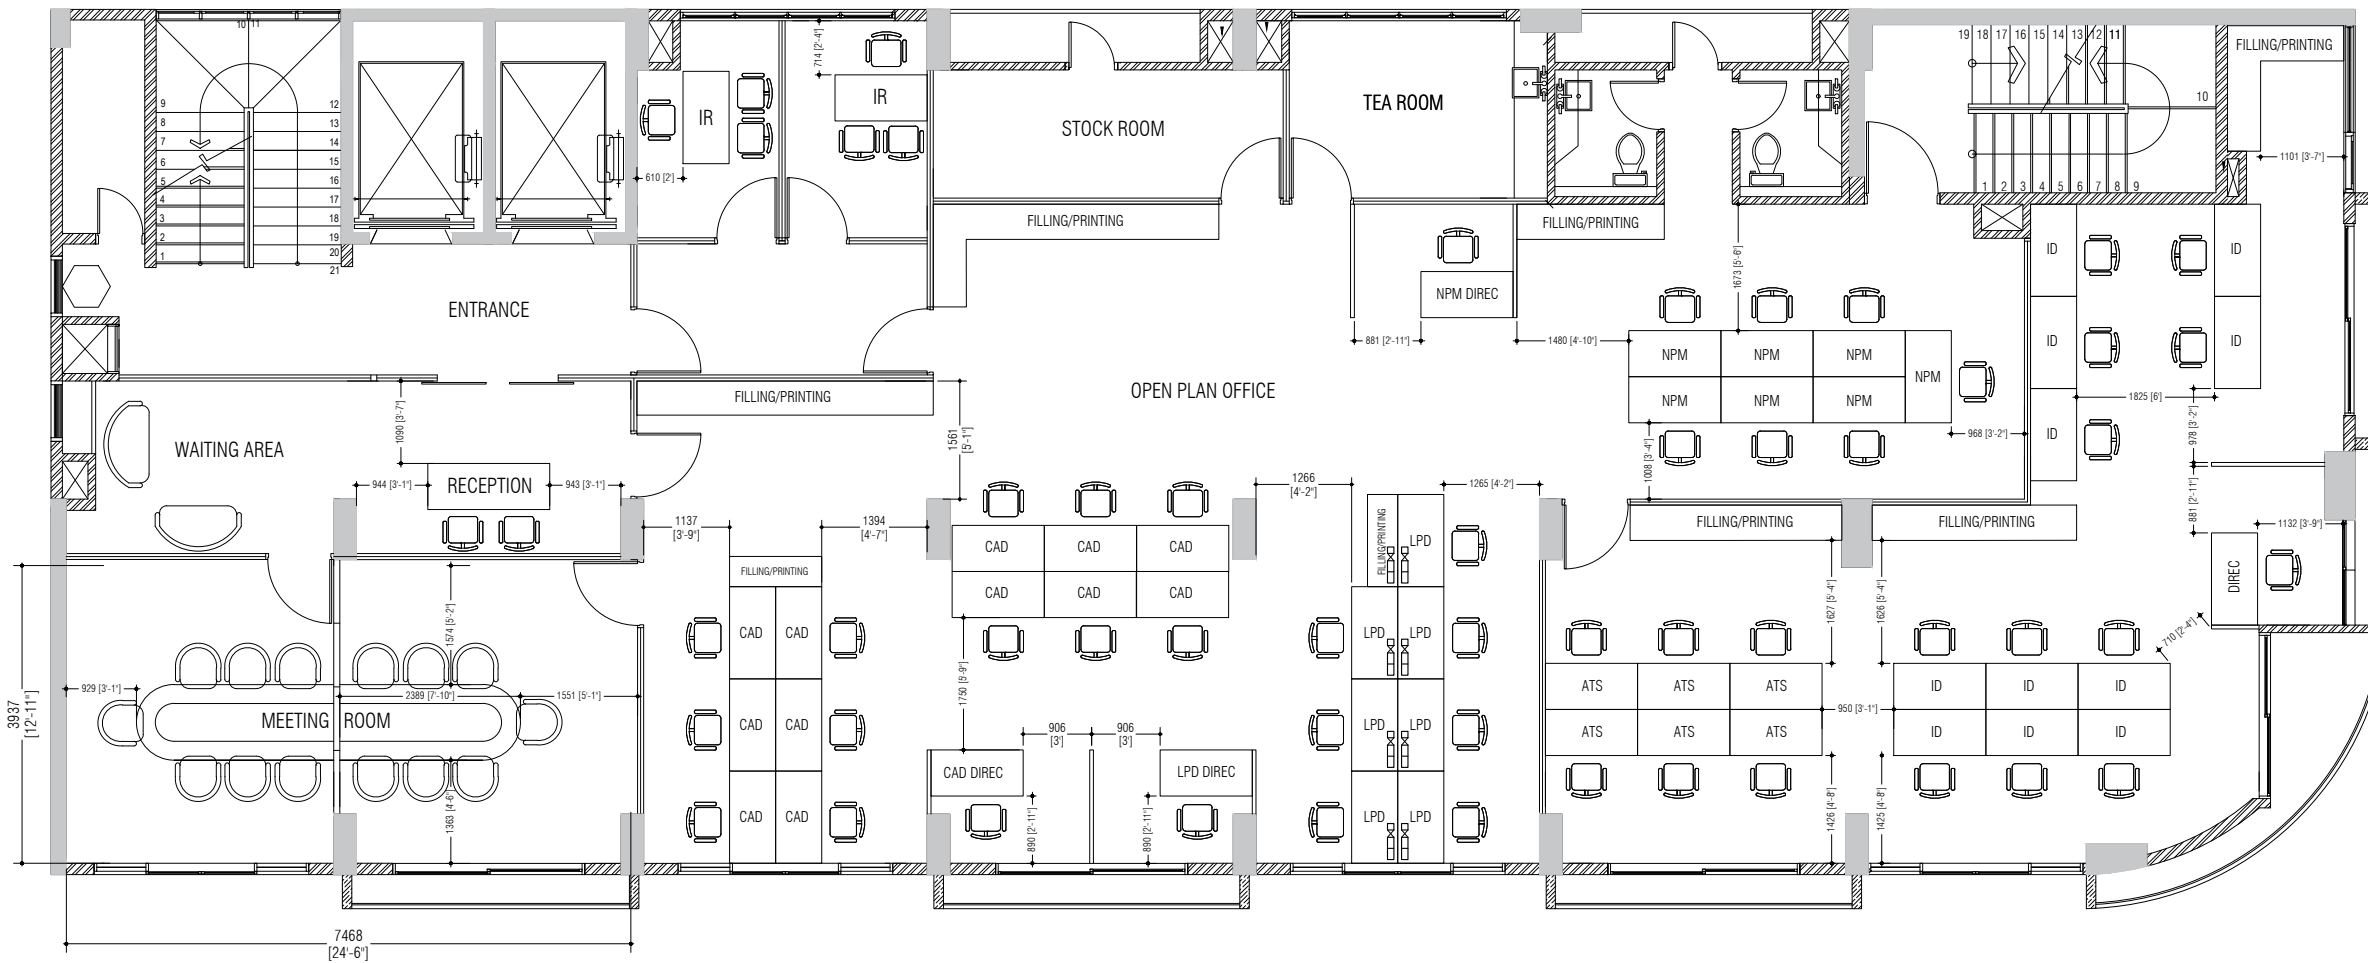 10 11
9
8
7
6
5
4
3
2
1
12
13
14
15
16
17
18
19
20
21
IR
IR
714 [2'-4"]
610 [2']
STOCK ROOM
TEA ROOM
19 18 17 16 15 14 13 12 11
10
1 2 3 4 5 6 7 8 9
FILLING/PRINTING
1101 [3'-7"]
FILLING/PRINTING
FILLING/PRINTING
NPM DIREC
881 [2'-11"]
1480 [4'-10"]
1673 [5'-6"]
ENTRANCE
OPEN PLAN OFFICE
FILLING/PRINTING
1561
[5'-1"]
NPM NPM NPM
NPM
NPM NPM NPM
1008 [3'-4"]
968 [3'-2"]
ID
ID
ID
ID
ID
1825 [6']
978 [3'-2"]
881 [2'-11"]
1132 [3'-9"]
DIREC
710 [2'-4"]
WAITING AREA
1090 [3'-7"]
944 [3'-1"]
RECEPTION
943 [3'-1"]
1137
[3'-9"]
1394
[4'-7"]
FILLING/PRINTING
CAD CAD
CAD CAD
CAD CAD
CAD CAD CAD
CAD CAD CAD
1750 [5'-9"]
906
[3']
906
[3']
CAD DIREC
LPD DIREC
890 [2'-11"]
890 [2'-11"]
1266
[4'-2"]
1265 [4'-2"]
FILLING/PRINTING
LPD
LPD LPD
LPD LPD
LPD LPD
FILLING/PRINTING
FILLING/PRINTING
1627 [5'-4"]
1626 [5'-4"]
ATS ATS ATS
ATS ATS ATS
950 [3'-1"]
ID ID ID
ID ID ID
1426 [4'-8"]
1425 [4'-8"]
3937
[12'-11"]
1574 [5'-2"]
929 [3'-1"]
2389 [7'-10"]
1551 [5'-1"]
MEETING ROOM
1363 [4'-6"]
7468
[24'-6"]